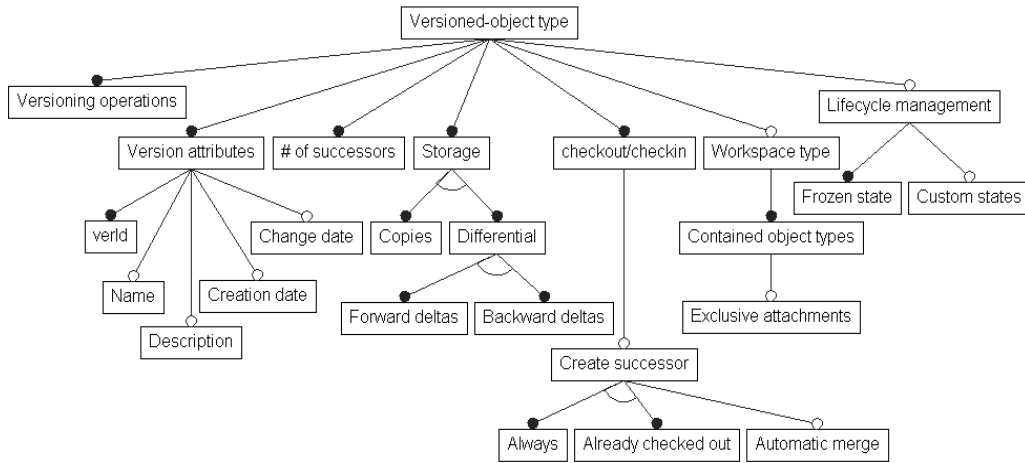 Versioned-object type
Versioning operations
Lifecycle management
Version attributes
# of successors
Storage
checkout/checkin
Workspace type
Frozen state
Custom states
verId
Change date
Copies
Differential
Contained object types
Name
Creation date
Forward deltas
Backward deltas
Exclusive attachments
Description
Create successor
Always
Already checked out
Automatic merge